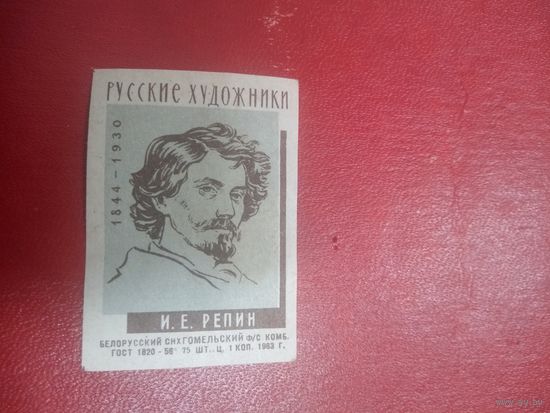 РУССКИЕ ХУДОЖНИКИ
1844 – 1930
И. Е. РЕПИН
БЕЛОРУССКИЙ СНХ ГОМЕЛЬСКИЙ Ф/С КОМБ.
ГОСТ 1820 - 56 75 ШТ. Ц. 1 КОП. 1963 Г.